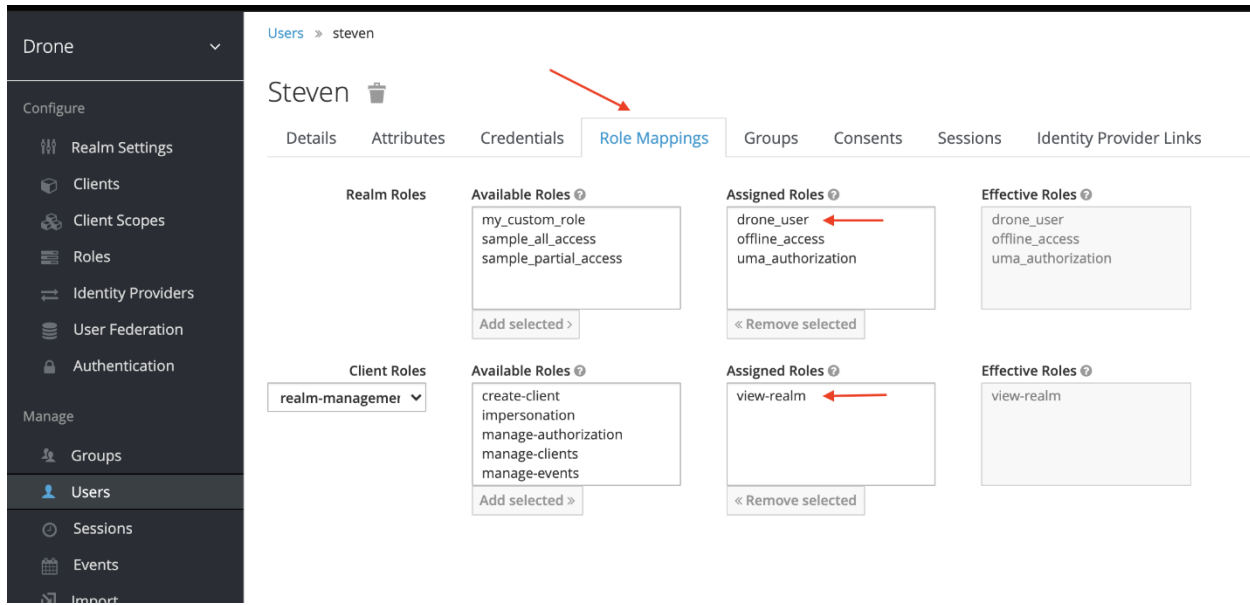 Drone
Configure
Realm Settings
Clients
Client Scopes
Roles
Identity Providers
User Federation
Authentication
Manage
Groups
Users
Sessions
Events
Import
Users » steven
Steven
Details Attributes Credentials Role Mappings Groups Consents Sessions Identity Provider Links
Realm Roles
Available Roles
my_custom_role
sample_all_access
sample_partial_access
Add selected >
Assigned Roles
drone_user
offline_access
uma_authorization
« Remove selected
Effective Roles
drone_user
offline_access
uma_authorization
Client Roles
realm-managemer
Available Roles
create-client
impersonation
manage-authorization
manage-clients
manage-events
Add selected »
Assigned Roles
view-realm
« Remove selected
Effective Roles
view-realm